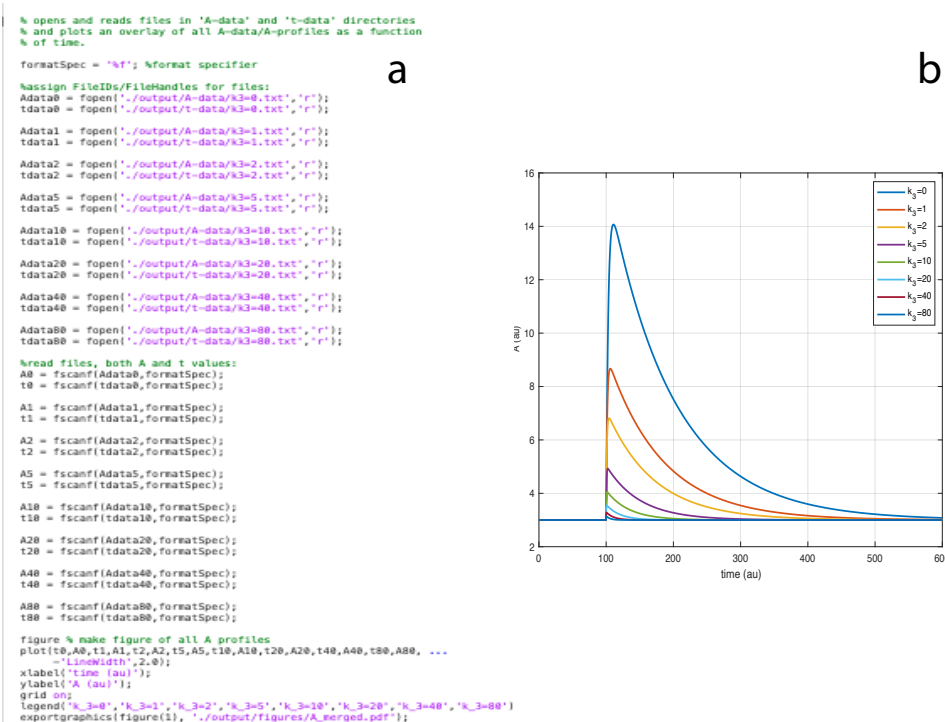 % opens and reads files in 'A-data' and 't-data' directories
% and plots an overlay of all A-data/A-profiles as a function
% of time.
formatSpec = '%f'; %format specifier
%assign FileIDs/FileHandles for files:
Adata0 = fopen('./output/A-data/k3=0.txt','r');
tdata0 = fopen('./output/t-data/k3=0.txt','r');
Adata1 = fopen('./output/A-data/k3=1.txt','r');
tdata1 = fopen('./output/t-data/k3=1.txt','r');
Adata2 = fopen('./output/A-data/k3=2.txt','r');
tdata2 = fopen('./output/t-data/k3=2.txt','r');
Adata5 = fopen('./output/A-data/k3=5.txt','r');
tdata5 = fopen('./output/t-data/k3=5.txt','r');
Adata10 = fopen('./output/A-data/k3=10.txt','r');
tdata10 = fopen('./output/t-data/k3=10.txt','r');
Adata20 = fopen('./output/A-data/k3=20.txt','r');
tdata20 = fopen('./output/t-data/k3=20.txt','r');
Adata40 = fopen('./output/A-data/k3=40.txt','r');
tdata40 = fopen('./output/t-data/k3=40.txt','r');
Adata80 = fopen('./output/A-data/k3=80.txt','r');
tdata80 = fopen('./output/t-data/k3=80.txt','r');
%read files, both A and t values:
A0 = fscanf(Adata0,formatSpec);
t0 = fscanf(tdata0,formatSpec);
A1 = fscanf(Adata1,formatSpec);
t1 = fscanf(tdata1,formatSpec);
A2 = fscanf(Adata2,formatSpec);
t2 = fscanf(tdata2,formatSpec);
A5 = fscanf(Adata5,formatSpec);
t5 = fscanf(tdata5,formatSpec);
A10 = fscanf(Adata10,formatSpec);
t10 = fscanf(tdata10,formatSpec);
A20 = fscanf(Adata20,formatSpec);
t20 = fscanf(tdata20,formatSpec);
A40 = fscanf(Adata40,formatSpec);
t40 = fscanf(tdata40,formatSpec);
A80 = fscanf(Adata80,formatSpec);
t80 = fscanf(tdata80,formatSpec);
figure % make figure of all A profiles
plot(t0,A0,t1,A1,t2,A2,t5,A5,t10,A10,t20,A20,t40,A40,t80,A80, ...
-'LineWidth',2.0);
xlabel('time (au)');
ylabel('A (au)');
grid on;
legend('k_3=0','k_3=1','k_3=2','k_3=5','k_3=10','k_3=20','k_3=40','k_3=80')
exportgraphics(figure(1), './output/figures/A_merged.pdf');
a
b
16
14
12
10
8
6
4
2
A (au)
0 100 200 300 400 500 60
time (au)
k₃=0
k₃=1
k₃=2
k₃=5
k₃=10
k₃=20
k₃=40
k₃=80